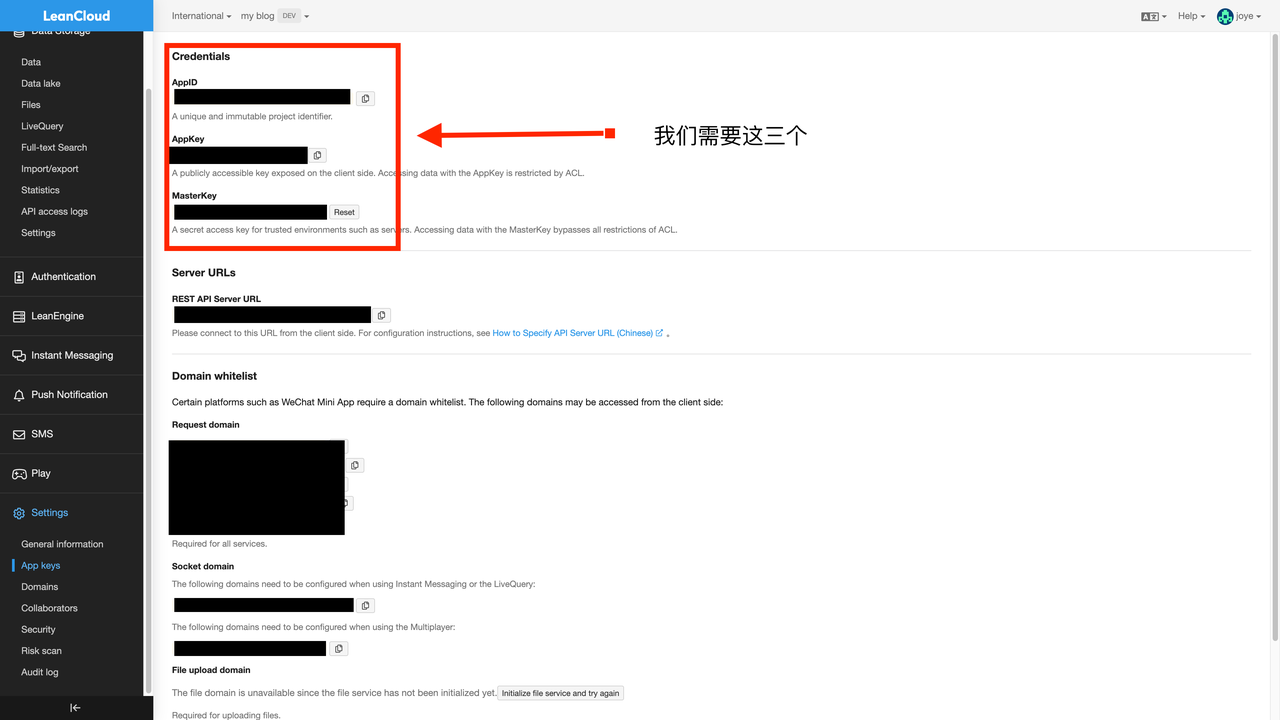 LeanCloud
International
my blog DEV
Help
joye
Data Storage
Data
Data lake
Files
LiveQuery
Full-text Search
Import/export
Statistics
API access logs
Settings
Authentication
LeanEngine
Instant Messaging
Push Notification
SMS
Play
Settings
General information
App keys
Domains
Collaborators
Security
Risk scan
Audit log
Credentials
AppID
A unique and immutable project identifier.
AppKey
A publicly accessible key exposed on the client side. Accessing data with the AppKey is restricted by ACL.
MasterKey
Reset
A secret access key for trusted environments such as servers. Accessing data with the MasterKey bypasses all restrictions of ACL.
我们需要这三个
Server URLs
REST API Server URL
Please connect to this URL from the client side. For configuration instructions, see How to Specify API Server URL (Chinese) 。
Domain whitelist
Certain platforms such as WeChat Mini App require a domain whitelist. The following domains may be accessed from the client side:
Request domain
Required for all services.
Socket domain
The following domains need to be configured when using Instant Messaging or the LiveQuery:
The following domains need to be configured when using the Multiplayer:
File upload domain
The file domain is unavailable since the file service has not been initialized yet. Initialize file service and try again
Required for uploading files.